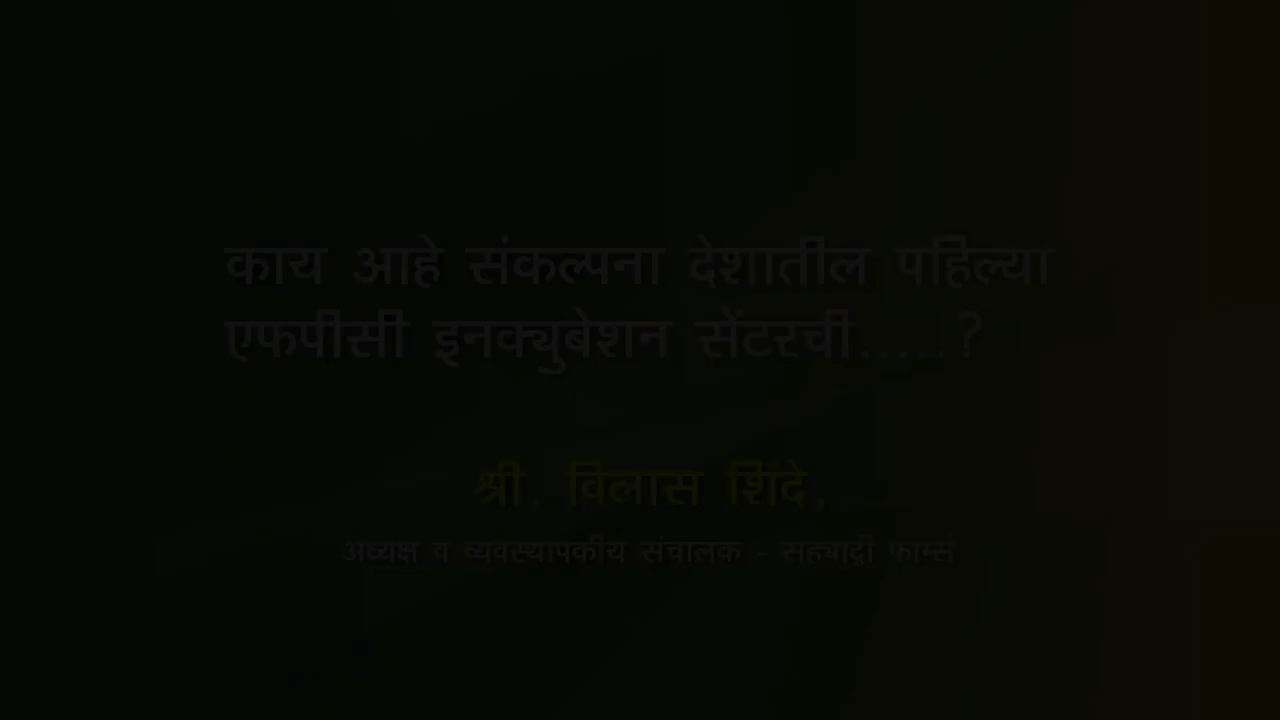 काय आहे संकल्पना देशातील पहिल्या
एफपीसी इनक्युबेशन सेंटरची.....?
श्री. विलास शिंदे.
अध्यक्ष व व्यवस्थापकीय संचालक - सह्याद्री फार्म्स